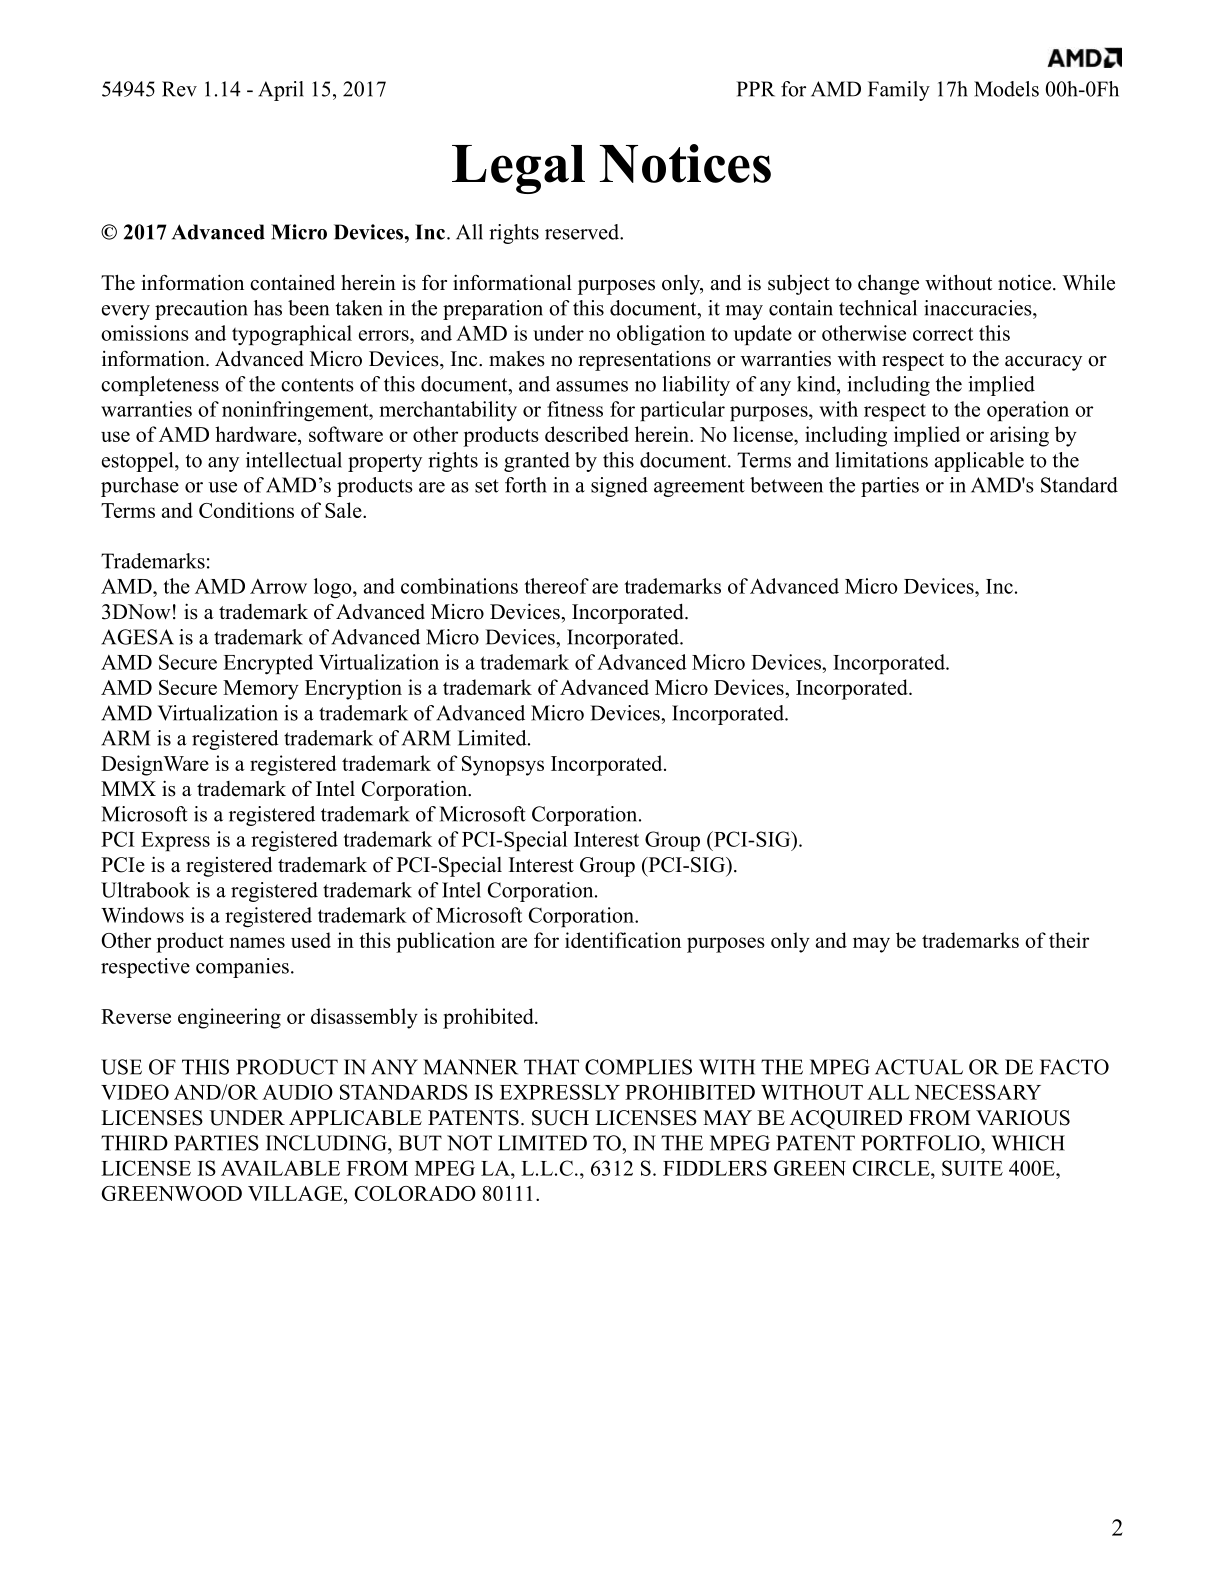 AMD
54945 Rev 1.14 - April 15, 2017 PPR for AMD Family 17h Models 00h-0Fh
Legal Notices
© 2017 Advanced Micro Devices, Inc. All rights reserved.
The information contained herein is for informational purposes only, and is subject to change without notice. While
every precaution has been taken in the preparation of this document, it may contain technical inaccuracies,
omissions and typographical errors, and AMD is under no obligation to update or otherwise correct this
information. Advanced Micro Devices, Inc. makes no representations or warranties with respect to the accuracy or
completeness of the contents of this document, and assumes no liability of any kind, including the implied
warranties of noninfringement, merchantability or fitness for particular purposes, with respect to the operation or
use of AMD hardware, software or other products described herein. No license, including implied or arising by
estoppel, to any intellectual property rights is granted by this document. Terms and limitations applicable to the
purchase or use of AMD’s products are as set forth in a signed agreement between the parties or in AMD's Standard
Terms and Conditions of Sale.
Trademarks:
AMD, the AMD Arrow logo, and combinations thereof are trademarks of Advanced Micro Devices, Inc.
3DNow! is a trademark of Advanced Micro Devices, Incorporated.
AGESA is a trademark of Advanced Micro Devices, Incorporated.
AMD Secure Encrypted Virtualization is a trademark of Advanced Micro Devices, Incorporated.
AMD Secure Memory Encryption is a trademark of Advanced Micro Devices, Incorporated.
AMD Virtualization is a trademark of Advanced Micro Devices, Incorporated.
ARM is a registered trademark of ARM Limited.
DesignWare is a registered trademark of Synopsys Incorporated.
MMX is a trademark of Intel Corporation.
Microsoft is a registered trademark of Microsoft Corporation.
PCI Express is a registered trademark of PCI-Special Interest Group (PCI-SIG).
PCIe is a registered trademark of PCI-Special Interest Group (PCI-SIG).
Ultrabook is a registered trademark of Intel Corporation.
Windows is a registered trademark of Microsoft Corporation.
Other product names used in this publication are for identification purposes only and may be trademarks of their
respective companies.
Reverse engineering or disassembly is prohibited.
USE OF THIS PRODUCT IN ANY MANNER THAT COMPLIES WITH THE MPEG ACTUAL OR DE FACTO
VIDEO AND/OR AUDIO STANDARDS IS EXPRESSLY PROHIBITED WITHOUT ALL NECESSARY
LICENSES UNDER APPLICABLE PATENTS. SUCH LICENSES MAY BE ACQUIRED FROM VARIOUS
THIRD PARTIES INCLUDING, BUT NOT LIMITED TO, IN THE MPEG PATENT PORTFOLIO, WHICH
LICENSE IS AVAILABLE FROM MPEG LA, L.L.C., 6312 S. FIDDLERS GREEN CIRCLE, SUITE 400E,
GREENWOOD VILLAGE, COLORADO 80111.
2